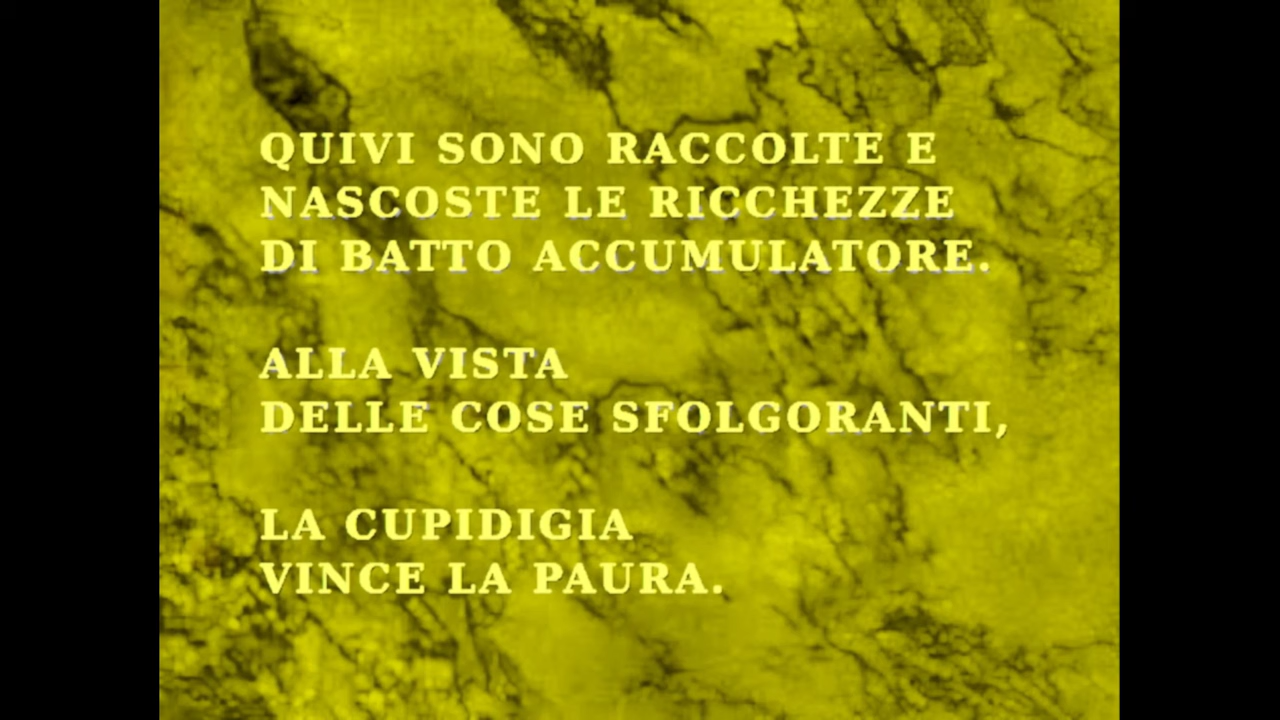 QUIVI SONO RACCOLTE E
NASCOSTE LE RICCHEZZE
DI BATTO ACCUMULATORE.
ALLA VISTA
DELLE COSE SFOLGORANTI,
LA CUPIDIGIA
VINCE LA PAURA.